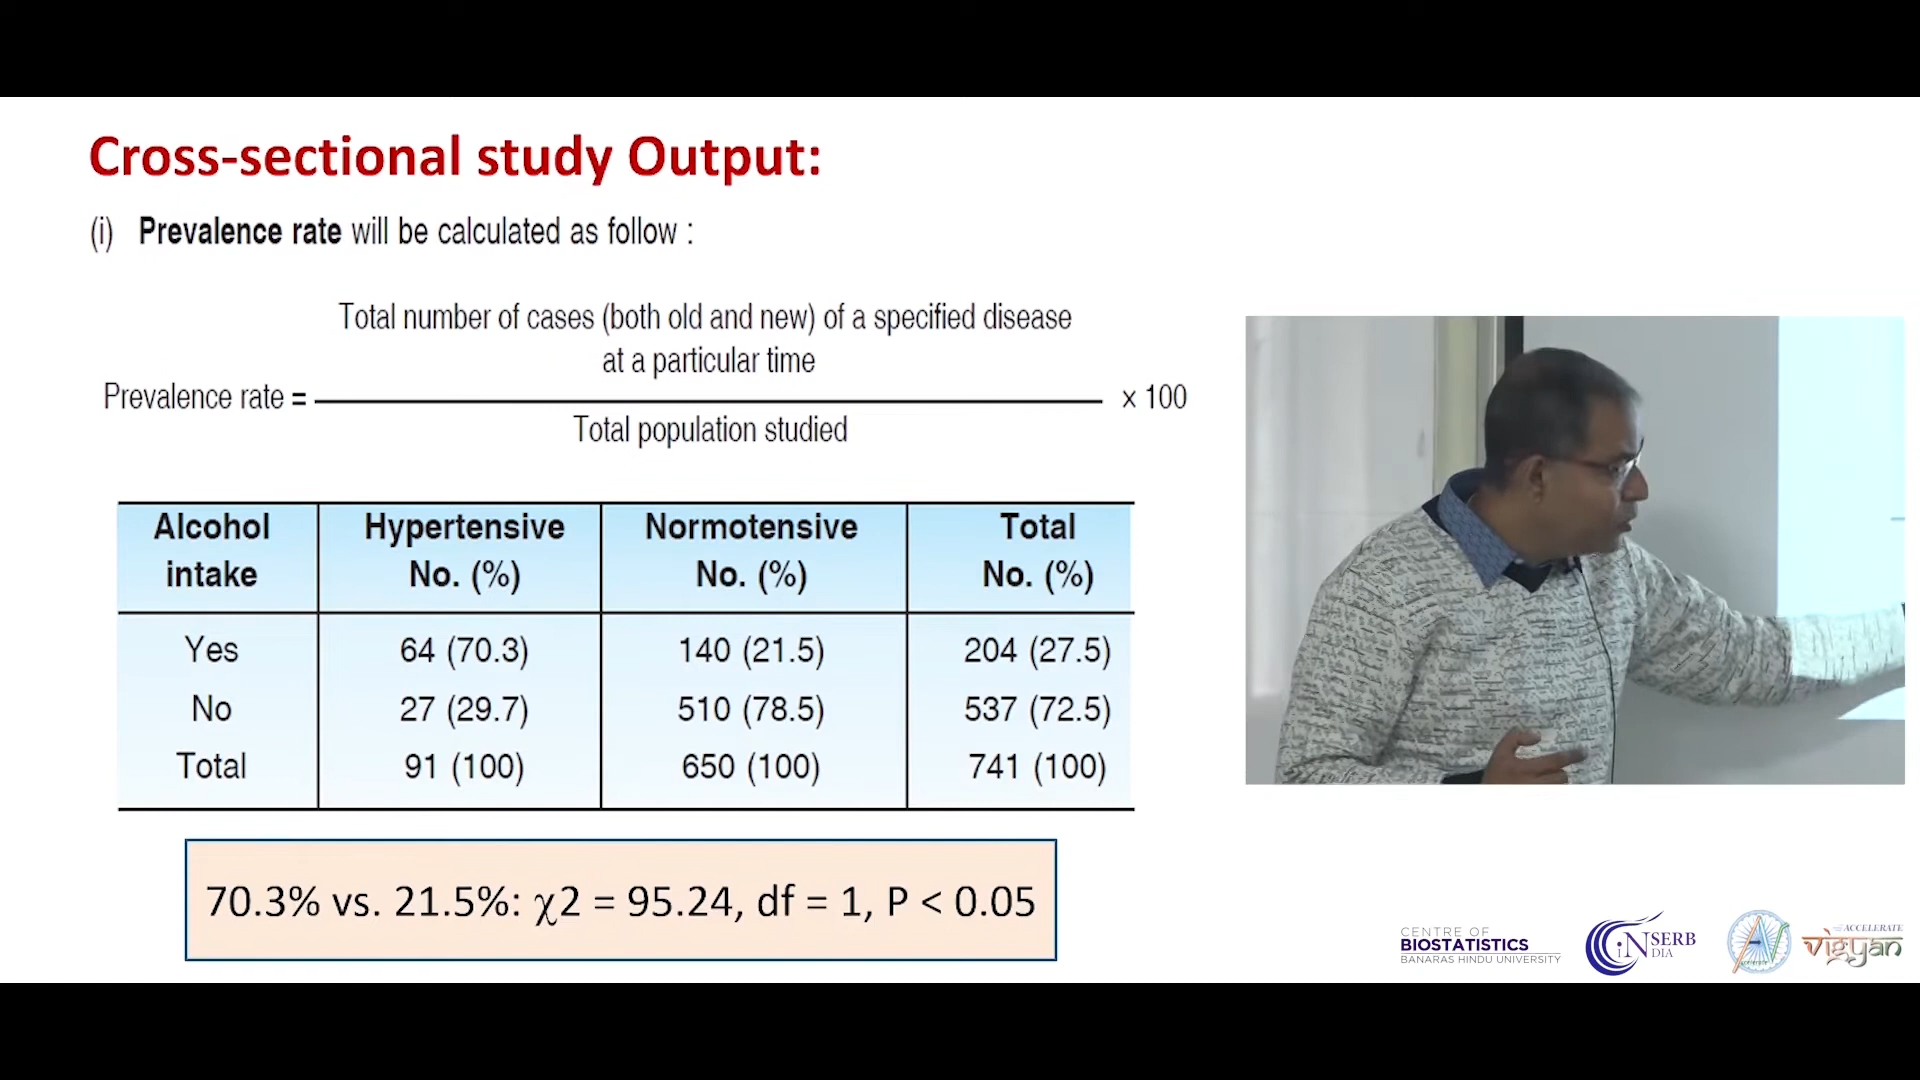 Cross-sectional study Output:
(i) Prevalence rate will be calculated as follow :
Total number of cases (both old and new) of a specified disease
at a particular time
Prevalence rate = × 100
Total population studied
Alcohol intake Hypertensive No. (%) Normotensive No. (%) Total No. (%)
Yes 64 (70.3) 140 (21.5) 204 (27.5)
No 27 (29.7) 510 (78.5) 537 (72.5)
Total 91 (100) 650 (100) 741 (100)
70.3% vs. 21.5%: χ2 = 95.24, df = 1, P < 0.05
CENTRE OF
BIOSTATISTICS
BANARAS HINDU UNIVERSITY
iN SERB
DIA
ACCELERATE
विgyan